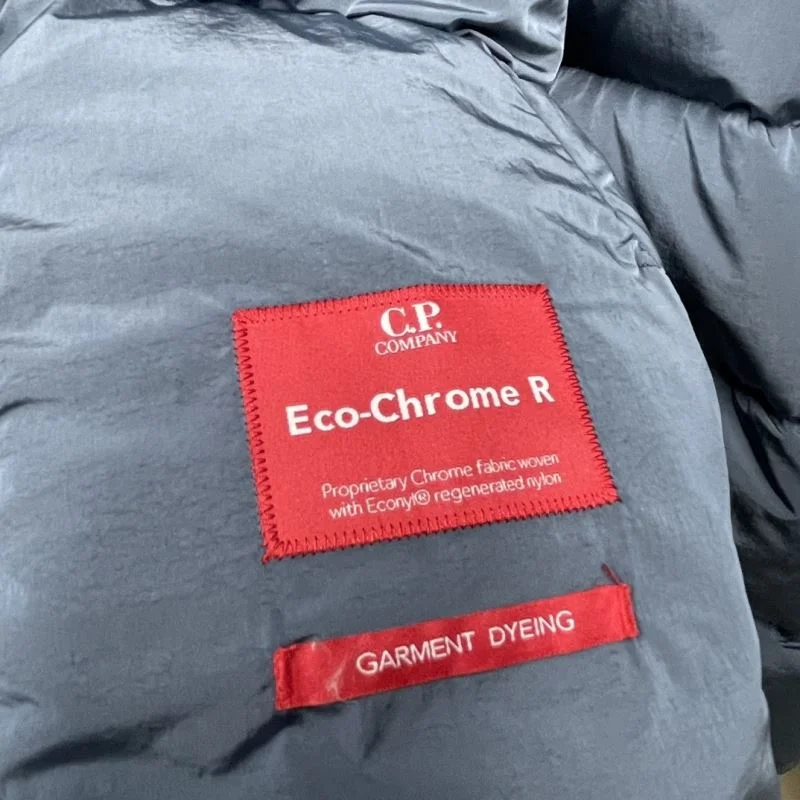 C.P.
COMPANY
Eco-Chrome R
Proprietary Chrome fabric woven
with Econyl® regenerated nylon
GARMENT DYEING